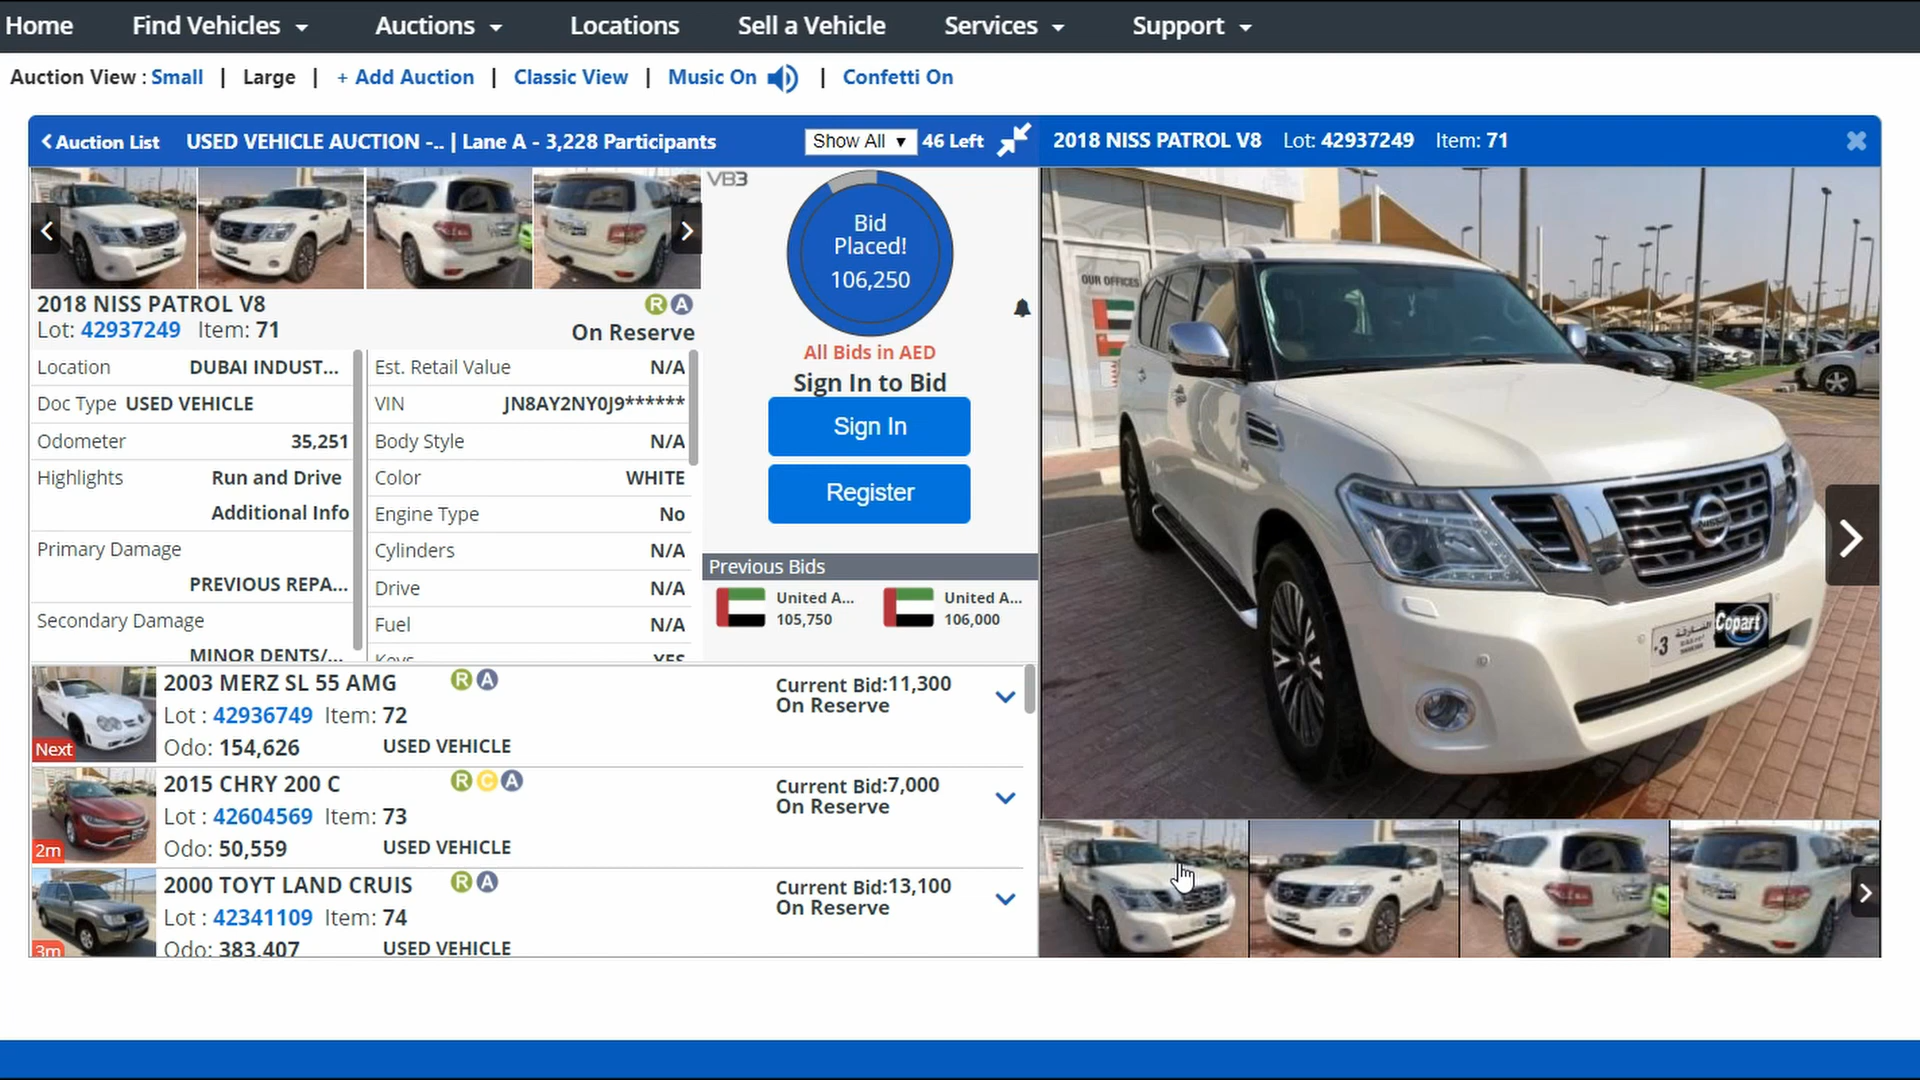 Home Find Vehicles Auctions Locations Sell a Vehicle Services Support
Auction View : Small | Large | + Add Auction | Classic View | Music On | Confetti On
Auction List USED VEHICLE AUCTION -.. | Lane A - 3,228 Participants Show All 46 Left
2018 NISS PATROL V8 Lot: 42937249 Item: 71
VB3
Bid
Placed!
106,250
All Bids in AED
Sign In to Bid
Sign In
Register
2018 NISS PATROL V8 R A
Lot: 42937249 Item: 71 On Reserve
Location DUBAI INDUST...
Doc Type USED VEHICLE
Odometer 35,251
Highlights Run and Drive
Additional Info
Primary Damage
PREVIOUS REPA...
Secondary Damage
MINOR DENTS/...
Est. Retail Value N/A
VIN JN8AY2NY0J9******
Body Style N/A
Color WHITE
Engine Type No
Cylinders N/A
Drive N/A
Fuel N/A
Keys YES
Previous Bids
United A... United A...
105,750 106,000
2003 MERZ SL 55 AMG R A Current Bid:11,300
Lot : 42936749 Item: 72 On Reserve
Next Odo: 154,626 USED VEHICLE
2015 CHRY 200 C R C A Current Bid:7,000
Lot : 42604569 Item: 73 On Reserve
2m Odo: 50,559 USED VEHICLE
2000 TOYT LAND CRUIS R A Current Bid:13,100
Lot : 42341109 Item: 74 On Reserve
3m Odo: 383,407 USED VEHICLE
OUR OFFICES
NISSAN
3 الشارقة
Copart